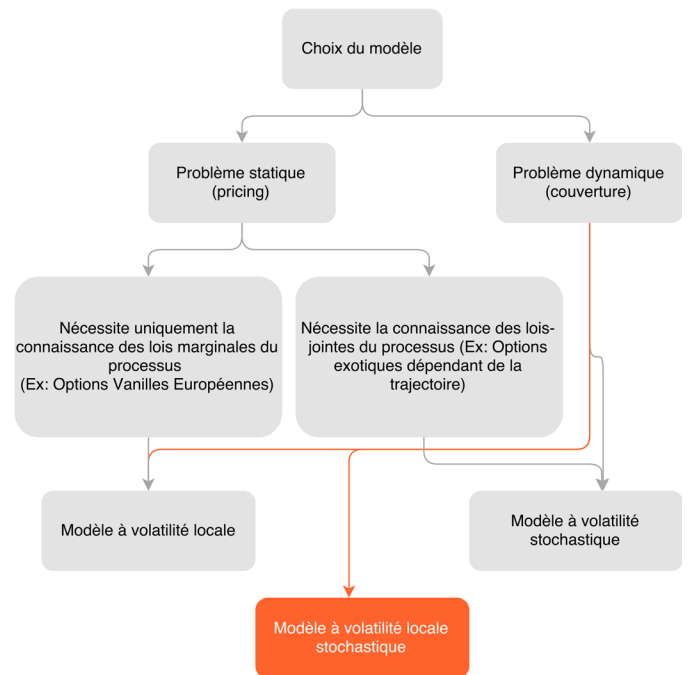 Choix du modèle
Problème statique
(pricing)
Problème dynamique
(couverture)
Nécessite uniquement la
connaissance des lois marginales du
processus
(Ex: Options Vanilles Européennes)
Nécessite la connaissance des lois-
jointes du processus (Ex: Options
exotiques dépendant de la
trajectoire)
Modèle à volatilité locale
Modèle à volatilité
stochastique
Modèle à volatilité locale
stochastique